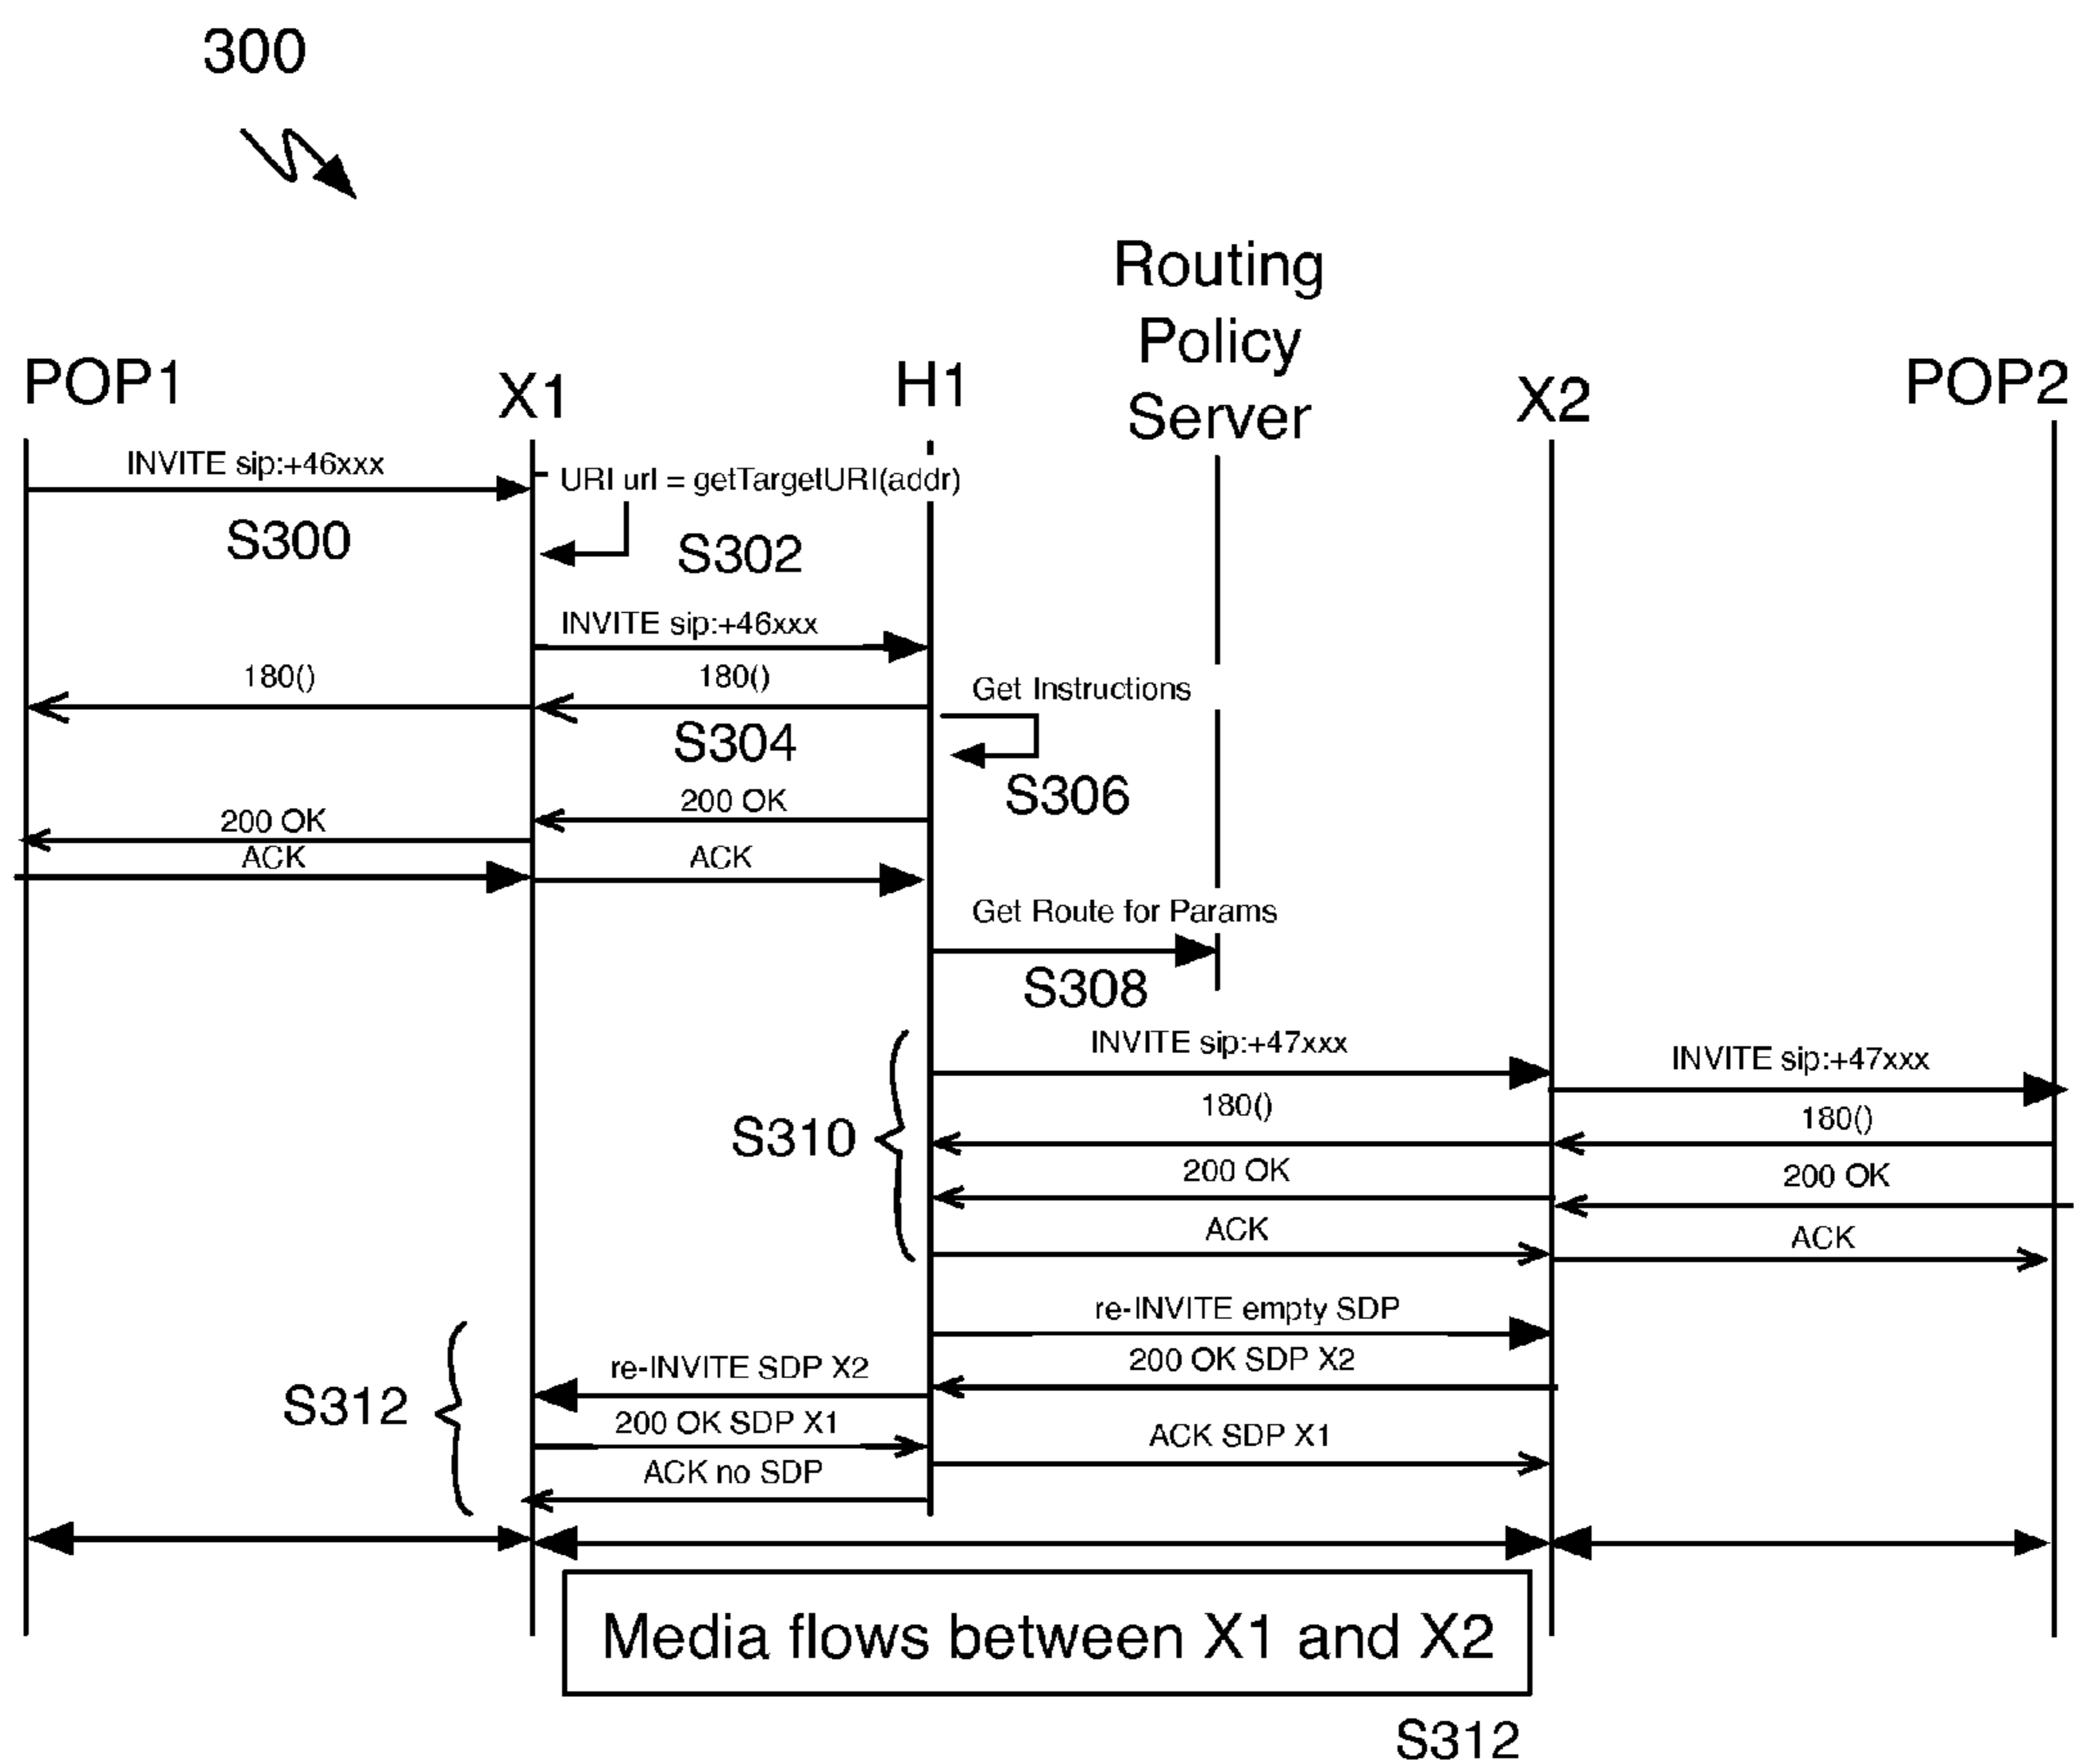 300
Routing
Policy
Server
POP1
X1
H1
X2
POP2
INVITE sip:+46xxx
URI url = getTargetURI(addr)
S300
S302
INVITE sip:+46xxx
180()
180()
Get Instructions
S304
S306
200 OK
200 OK
ACK
ACK
Get Route for Params
S308
INVITE sip:+47xxx
INVITE sip:+47xxx
180()
180()
S310
200 OK
200 OK
ACK
ACK
re-INVITE empty SDP
re-INVITE SDP X2
200 OK SDP X2
S312
200 OK SDP X1
ACK SDP X1
ACK no SDP
Media flows between X1 and X2
S312